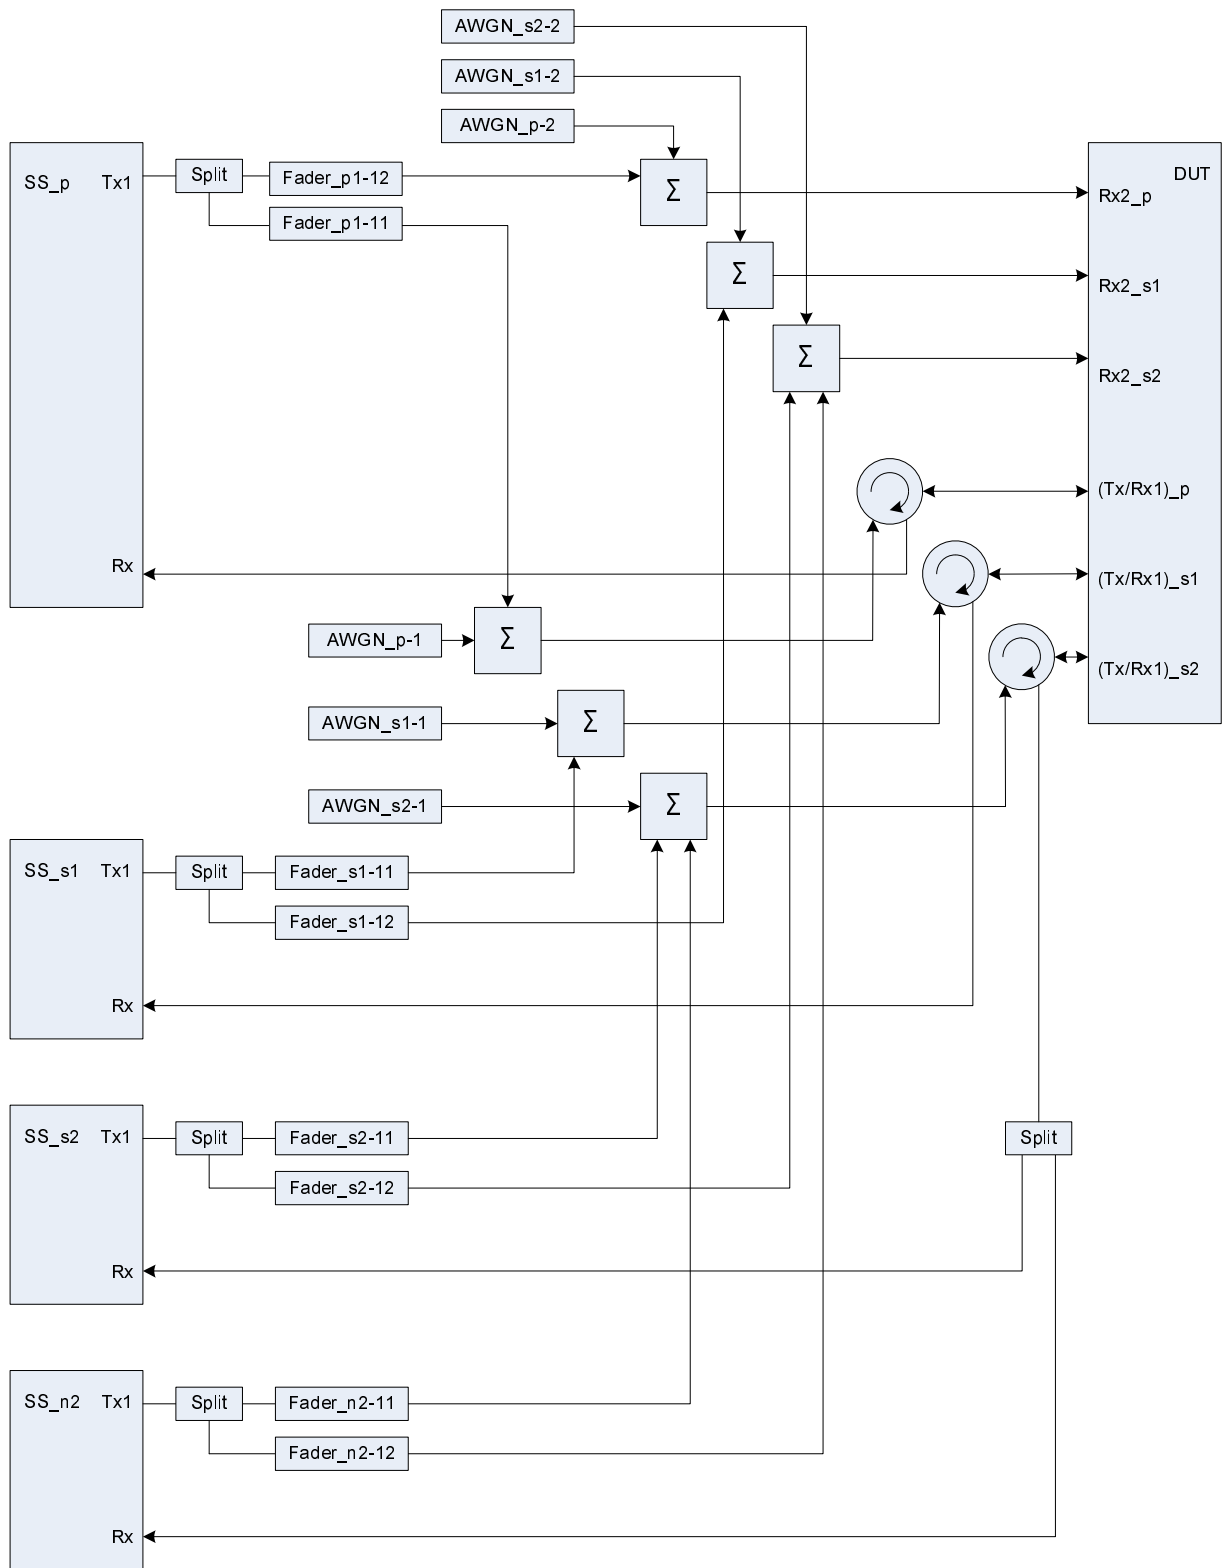 AWGN_s2-2
AWGN_s1-2
AWGN_p-2
SS_p Tx1
Split
Fader_p1-12
Fader_p1-11
Σ
DUT
Rx2_p
Σ
Rx2_s1
Σ
Rx2_s2
(Tx/Rx1)_p
Rx
(Tx/Rx1)_s1
AWGN_p-1
Σ
(Tx/Rx1)_s2
AWGN_s1-1
Σ
AWGN_s2-1
Σ
SS_s1 Tx1
Split
Fader_s1-11
Fader_s1-12
Rx
SS_s2 Tx1
Split
Fader_s2-11
Split
Fader_s2-12
Rx
SS_n2 Tx1
Split
Fader_n2-11
Fader_n2-12
Rx